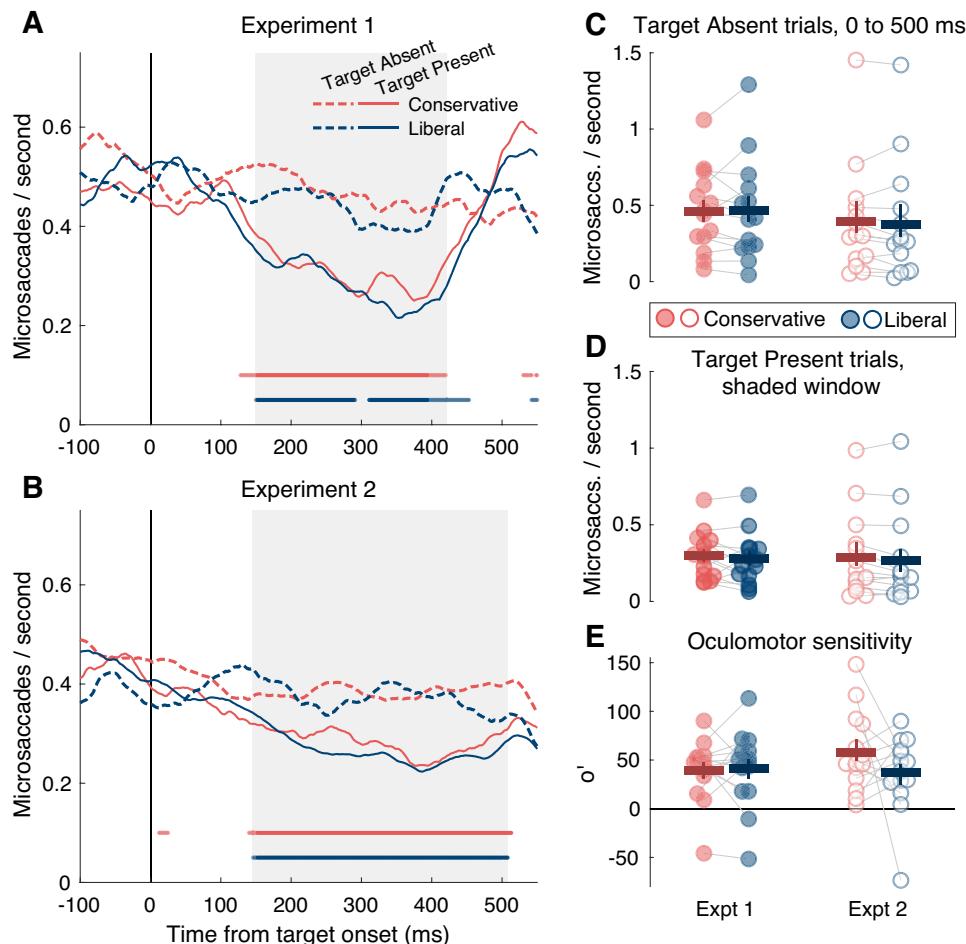 A
Experiment 1
Target Absent
Target Present
Conservative
Liberal
Microsaccades / second
0.6
0.4
0.2
0
-100
0
100
200
300
400
500
B
Experiment 2
Microsaccades / second
0.6
0.4
0.2
0
-100
0
100
200
300
400
500
Time from target onset (ms)
C
Target Absent trials, 0 to 500 ms
Microsaccs. / second
1.5
1
0.5
0
Conservative
Liberal
D
Target Present trials,
shaded window
Microsaccs. / second
1.5
1
0.5
0
E
Oculomotor sensitivity
o'
150
100
50
0
-50
Expt 1
Expt 2